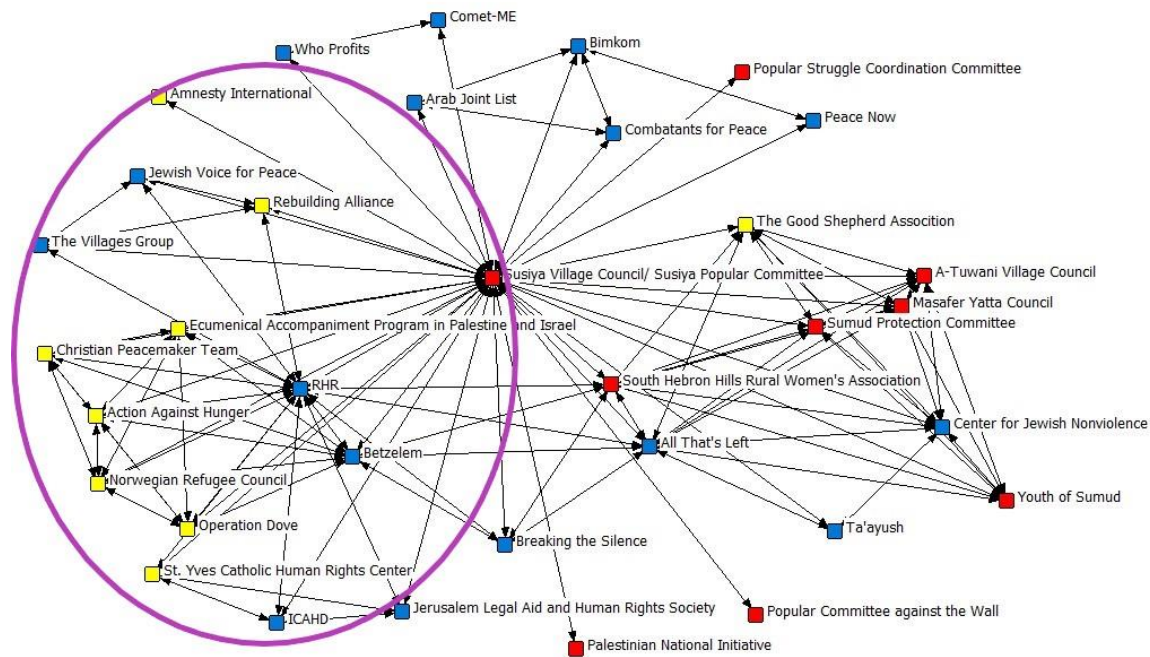 Comet-ME
Who Profits
Bimkom
Popular Struggle Coordination Committee
Amnesty International
Arab Joint List
Peace Now
Combatants for Peace
Jewish Voice for Peace
Rebuilding Alliance
The Good Shepherd Assocition
The Villages Group
Susiya Village Council/ Susiya Popular Committee
A-Tuwani Village Council
Masafer Yatta Council
Ecumenical Accompaniment Program in Palestine and Israel
Sumud Protection Committee
Christian Peacemaker Team
RHR
South Hebron Hills Rural Women's Association
Action Against Hunger
Center for Jewish Nonviolence
All That's Left
Betzelem
Norwegian Refugee Council
Youth of Sumud
Operation Dove
Ta'ayush
Breaking the Silence
St. Yves Catholic Human Rights Center
Jerusalem Legal Aid and Human Rights Society
Popular Committee against the Wall
ICAHD
Palestinian National Initiative